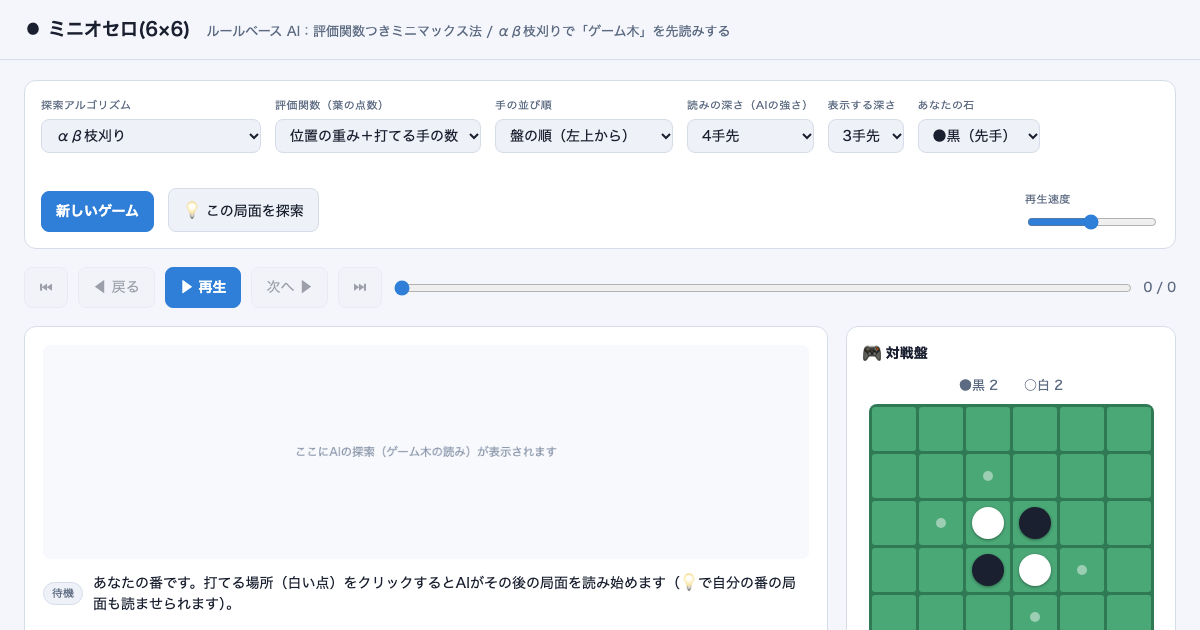 ● ミニオセロ(6×6) ルールベース AI：評価関数つきミニマックス法 / αβ枝刈りで「ゲーム木」を先読みする
探索アルゴリズム
αβ枝刈り
評価関数（葉の点数）
位置の重み＋打てる手の数
手の並び順
盤の順（左上から）
読みの深さ（AIの強さ）
4手先
表示する深さ
3手先
あなたの石
●黒（先手）
新しいゲーム
💡 この局面を探索
再生速度
⏮
◀ 戻る
▶ 再生
次へ ▶
⏭
0 / 0
ここにAIの探索（ゲーム木の読み）が表示されます
待機
あなたの番です。打てる場所（白い点）をクリックするとAIがその後の局面を読み始めます（💡で自分の番の局
面も読ませられます）。
🎮 対戦盤
●黒 2 ○白 2